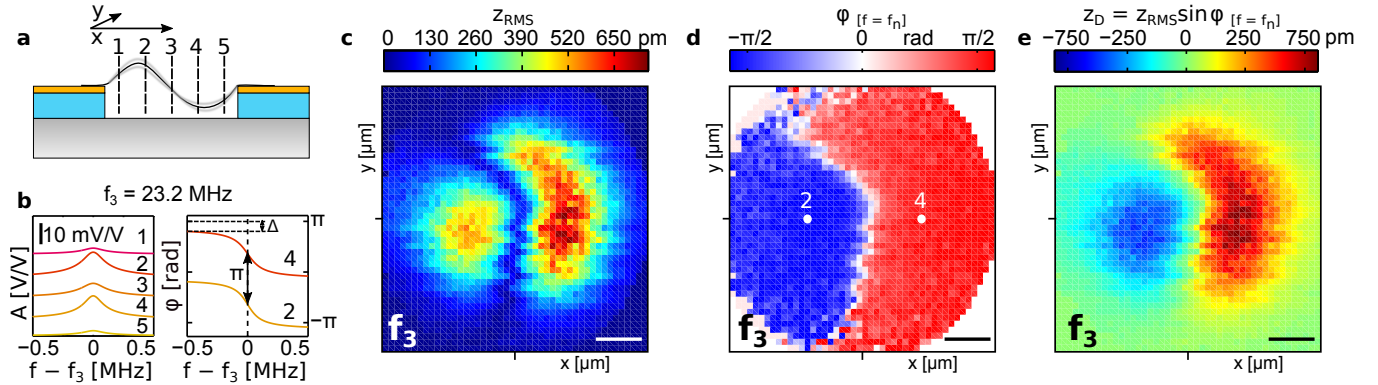 a
y
x
1 2 3 4 5
b
f₃ = 23.2 MHz
A [V/V]
10 mV/V
1
2
3
4
5
−0.5 0 0.5
f − f₃ [MHz]
φ [rad]
π
Δ
4
π
2
−π
−0.5 0 0.5
f − f₃ [MHz]
c
z_RMS
0 130 260 390 520 650 pm
y [µm]
f₃
x [µm]
d
φ [f = fₙ]
−π/2 0 rad π/2
y [µm]
2
4
f₃
x [µm]
e
z_D = z_RMS sin φ [f = fₙ]
−750 −250 0 250 750 pm
y [µm]
f₃
x [µm]